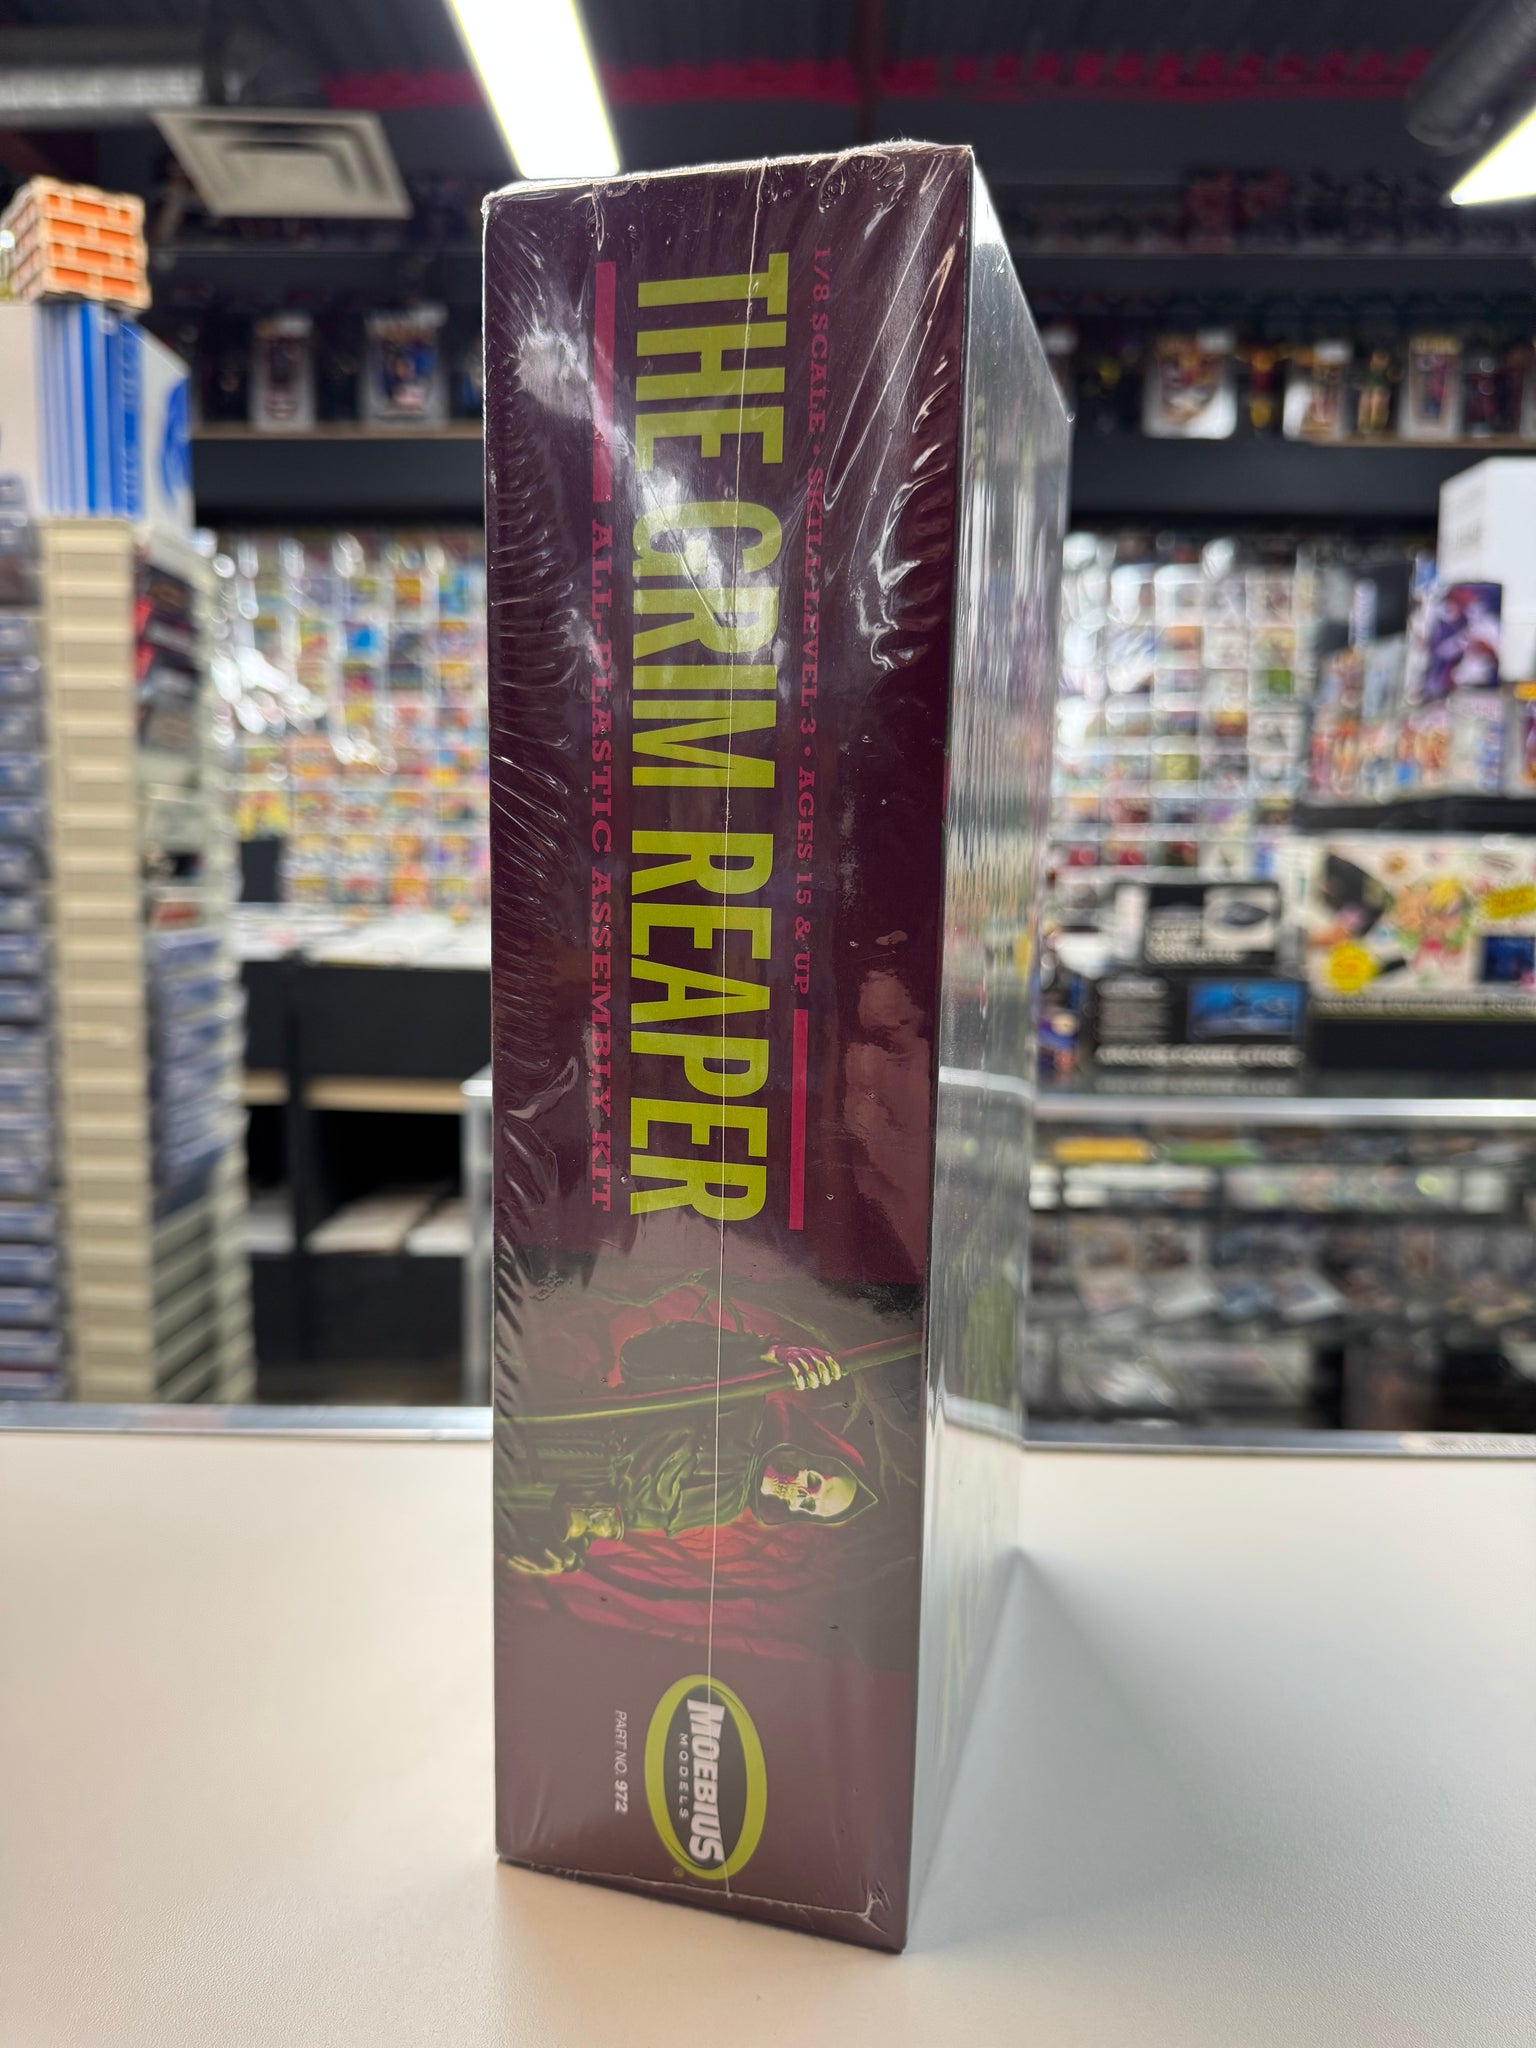 1/8 SCALE • SKILL LEVEL 3 • AGES 15 & UP
THE GRIM REAPER
ALL-PLASTIC ASSEMBLY KIT
MOEBIUS
MODELS
®
PART NO. 972